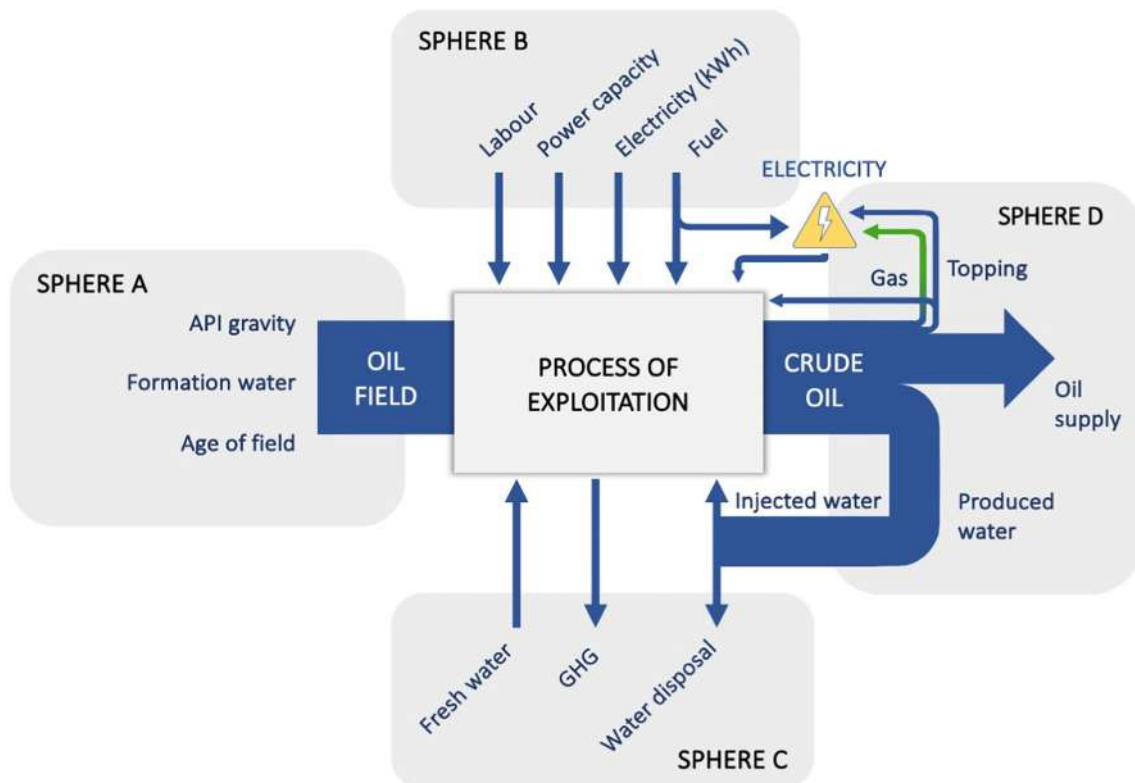 SPHERE B
Labour
Power capacity
Electricity (kWh)
Fuel
ELECTRICITY
SPHERE D
Gas
Topping
SPHERE A
API gravity
Formation water
Age of field
OIL
FIELD
PROCESS OF
EXPLOITATION
CRUDE
OIL
Oil
supply
Injected water
Produced
water
Fresh water
GHG
Water disposal
SPHERE C